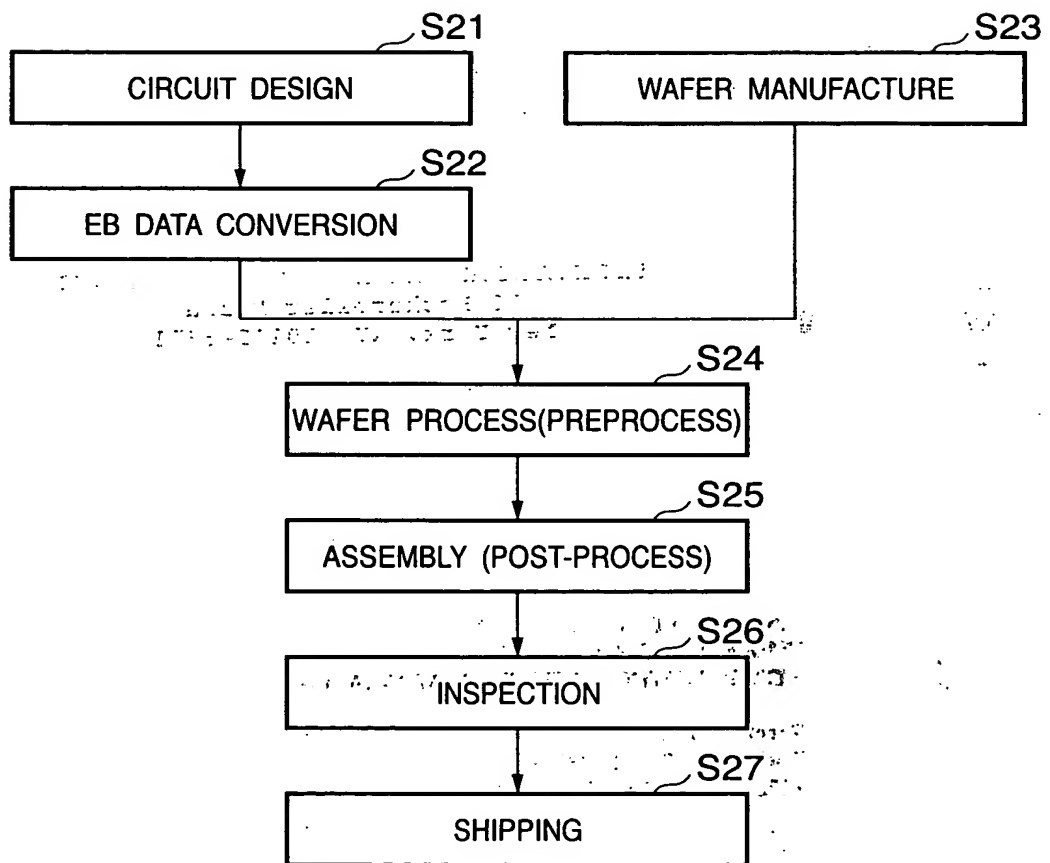 S21
CIRCUIT DESIGN
S23
WAFER MANUFACTURE
S22
EB DATA CONVERSION
S24
WAFER PROCESS(PREPROCESS)
S25
ASSEMBLY (POST-PROCESS)
S26
INSPECTION
S27
SHIPPING